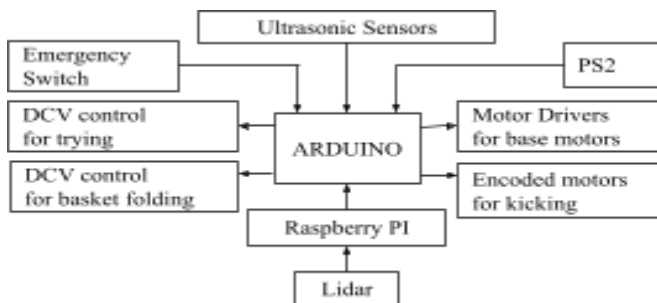 Ultrasonic Sensors
Emergency
Switch
PS2
DCV control
for trying
ARDUINO
Motor Drivers
for base motors
DCV control
for basket folding
Encoded motors
for kicking
Raspberry PI
Lidar